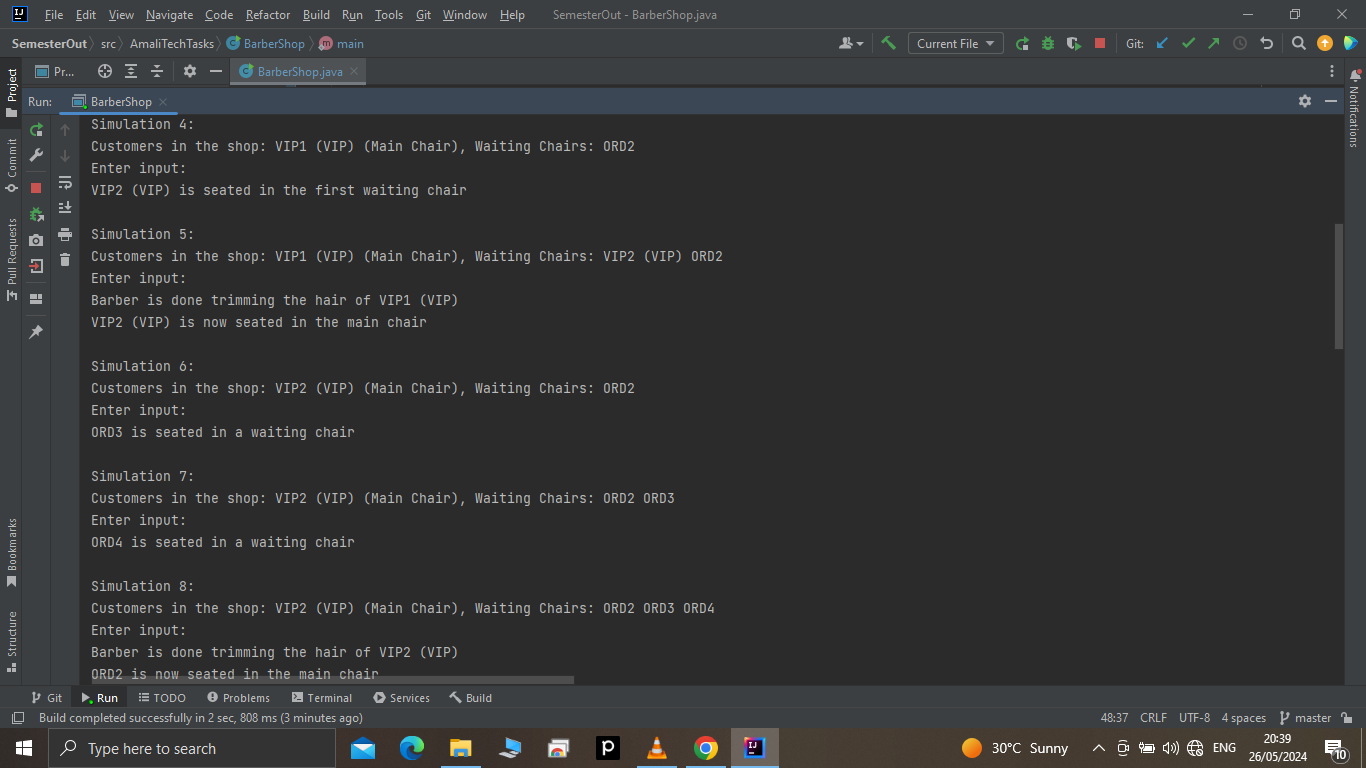 File Edit View Navigate Code Refactor Build Run Tools Git Window Help SemesterOut - BarberShop.java
SemesterOut src AmaliTechTasks BarberShop main Current File Git:
Project
Pr... BarberShop.java
Notifications
Run: BarberShop
Commit
Pull Requests
Bookmarks
Structure
Simulation 4:
Customers in the shop: VIP1 (VIP) (Main Chair), Waiting Chairs: ORD2
Enter input:
VIP2 (VIP) is seated in the first waiting chair
Simulation 5:
Customers in the shop: VIP1 (VIP) (Main Chair), Waiting Chairs: VIP2 (VIP) ORD2
Enter input:
Barber is done trimming the hair of VIP1 (VIP)
VIP2 (VIP) is now seated in the main chair
Simulation 6:
Customers in the shop: VIP2 (VIP) (Main Chair), Waiting Chairs: ORD2
Enter input:
ORD3 is seated in a waiting chair
Simulation 7:
Customers in the shop: VIP2 (VIP) (Main Chair), Waiting Chairs: ORD2 ORD3
Enter input:
ORD4 is seated in a waiting chair
Simulation 8:
Customers in the shop: VIP2 (VIP) (Main Chair), Waiting Chairs: ORD2 ORD3 ORD4
Enter input:
Barber is done trimming the hair of VIP2 (VIP)
ORD2 is now seated in the main chair
Git Run TODO Problems Terminal Services Build
Build completed successfully in 2 sec, 808 ms (3 minutes ago) 48:37 CRLF UTF-8 4 spaces master
Type here to search 30°C Sunny ENG 20:39
26/05/2024 10